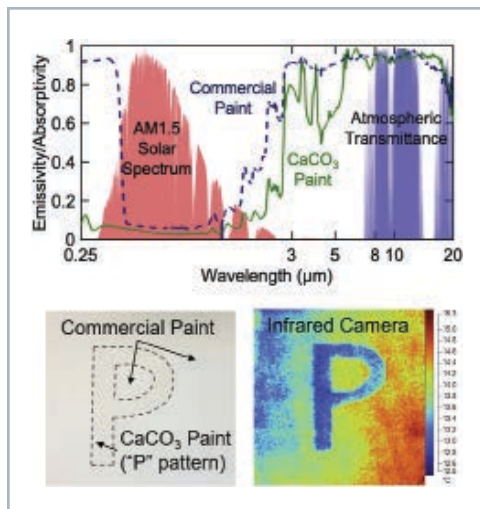 Emissivity/Absorptivity
1
0.8
0.6
0.4
0.2
0
Commercial
Paint
AM1.5
Solar
Spectrum
Atmospheric
Transmittance
CaCO₃
Paint
0.25
3
5
8
10
20
Wavelength (μm)
Commercial Paint
CaCO₃ Paint
("P" pattern)
Infrared Camera
P